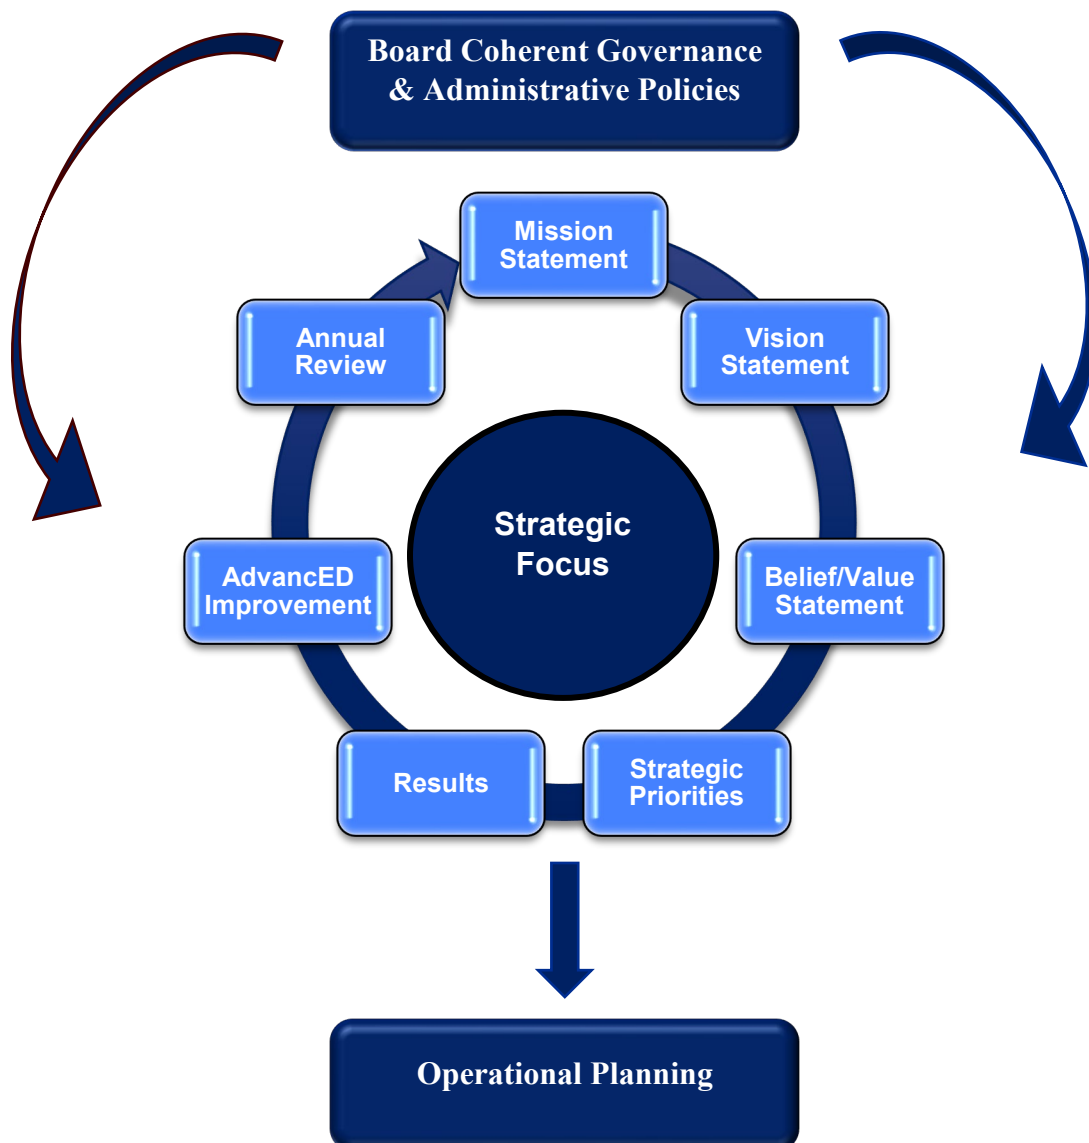 Board Coherent Governance
& Administrative Policies
Mission
Statement
Vision
Statement
Belief/Value
Statement
Strategic
Priorities
Results
AdvancED
Improvement
Annual
Review
Strategic
Focus
Operational Planning